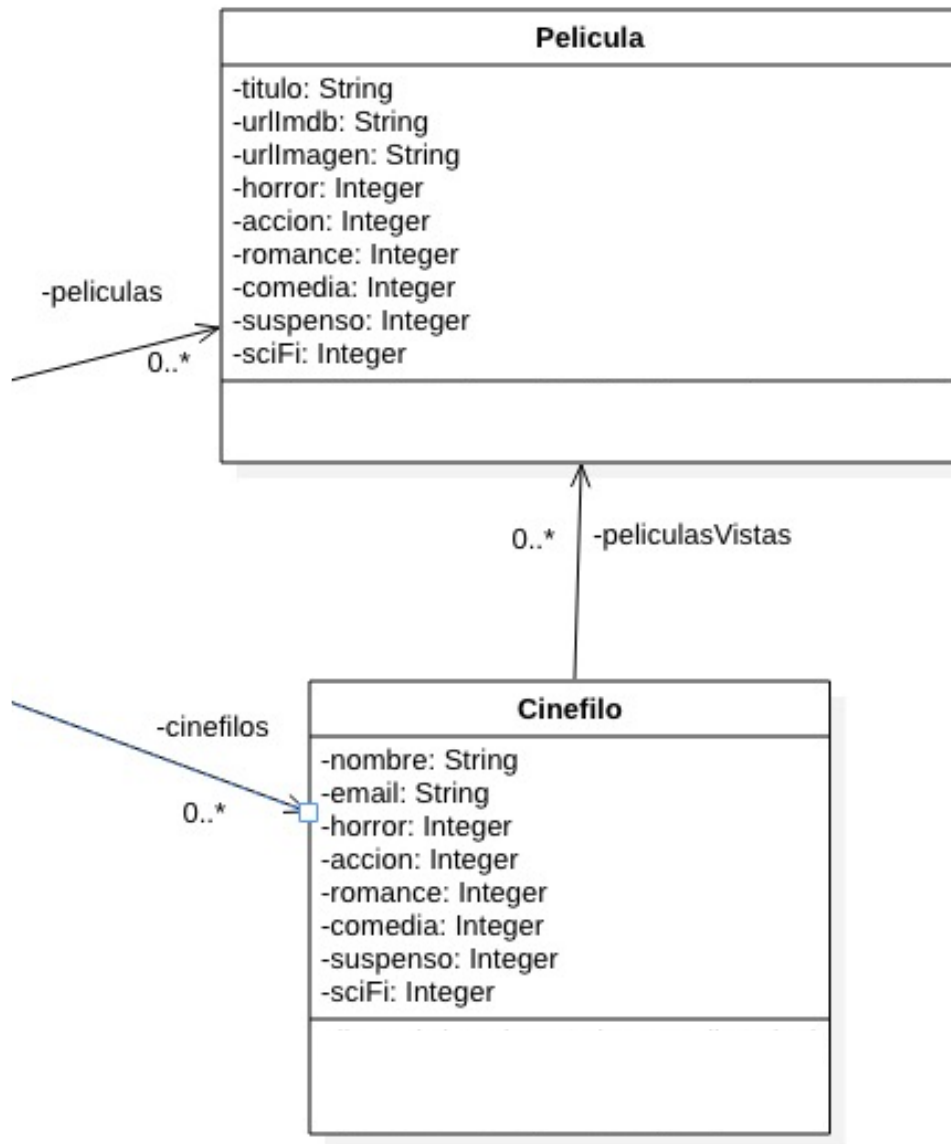 Pelicula
-titulo: String
-urlImdb: String
-urlImagen: String
-horror: Integer
-accion: Integer
-romance: Integer
-comedia: Integer
-suspenso: Integer
-sciFi: Integer
-peliculas
0..*
0..* -peliculasVistas
Cinefilo
-nombre: String
-email: String
-horror: Integer
-accion: Integer
-romance: Integer
-comedia: Integer
-suspenso: Integer
-sciFi: Integer
-cinefilos
0..*